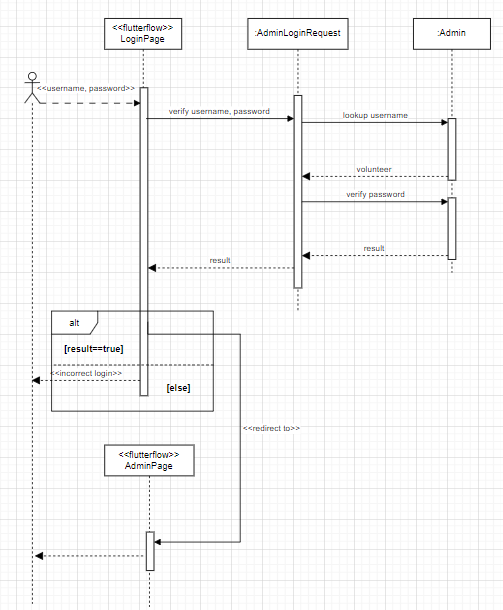 <<flutterflow>>
LoginPage
:AdminLoginRequest
:Admin
<<username, password>>
verify username, password
lookup username
volunteer
verify password
result
result
alt
[result==true]
<<incorrect login>>
[else]
<<redirect to>>
<<flutterflow>>
AdminPage